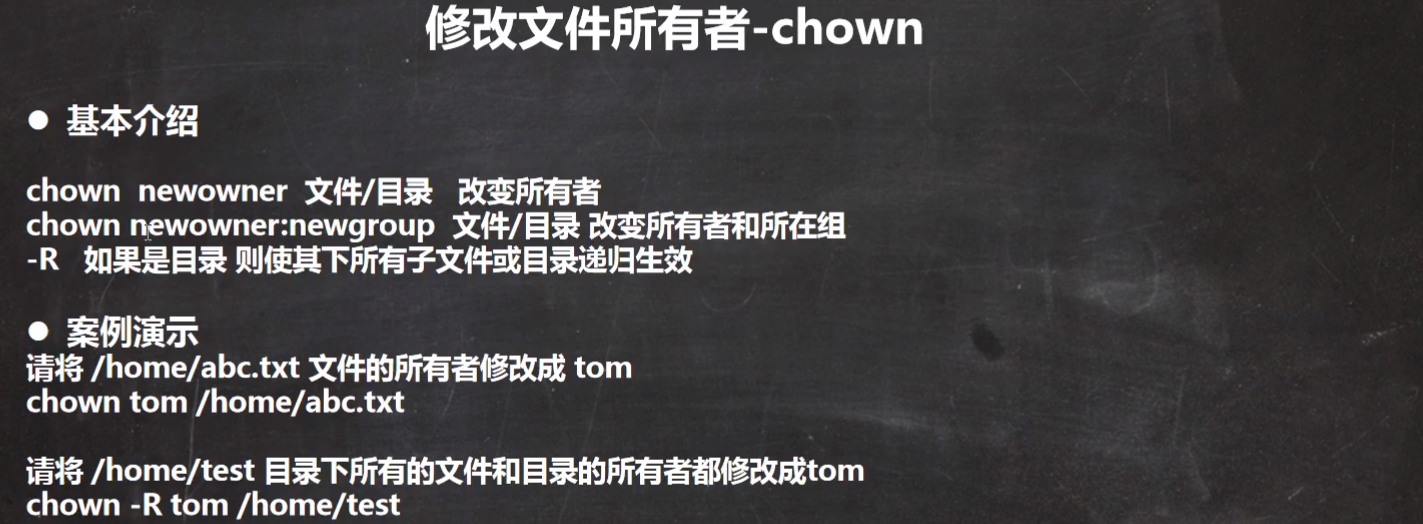 修改文件所有者-chown
● 基本介绍
chown newowner 文件/目录 改变所有者
chown newowner:newgroup 文件/目录 改变所有者和所在组
-R 如果是目录 则使其下所有子文件或目录递归生效
● 案例演示
请将 /home/abc.txt 文件的所有者修改成 tom
chown tom /home/abc.txt
请将 /home/test 目录下所有的文件和目录的所有者都修改成tom
chown -R tom /home/test